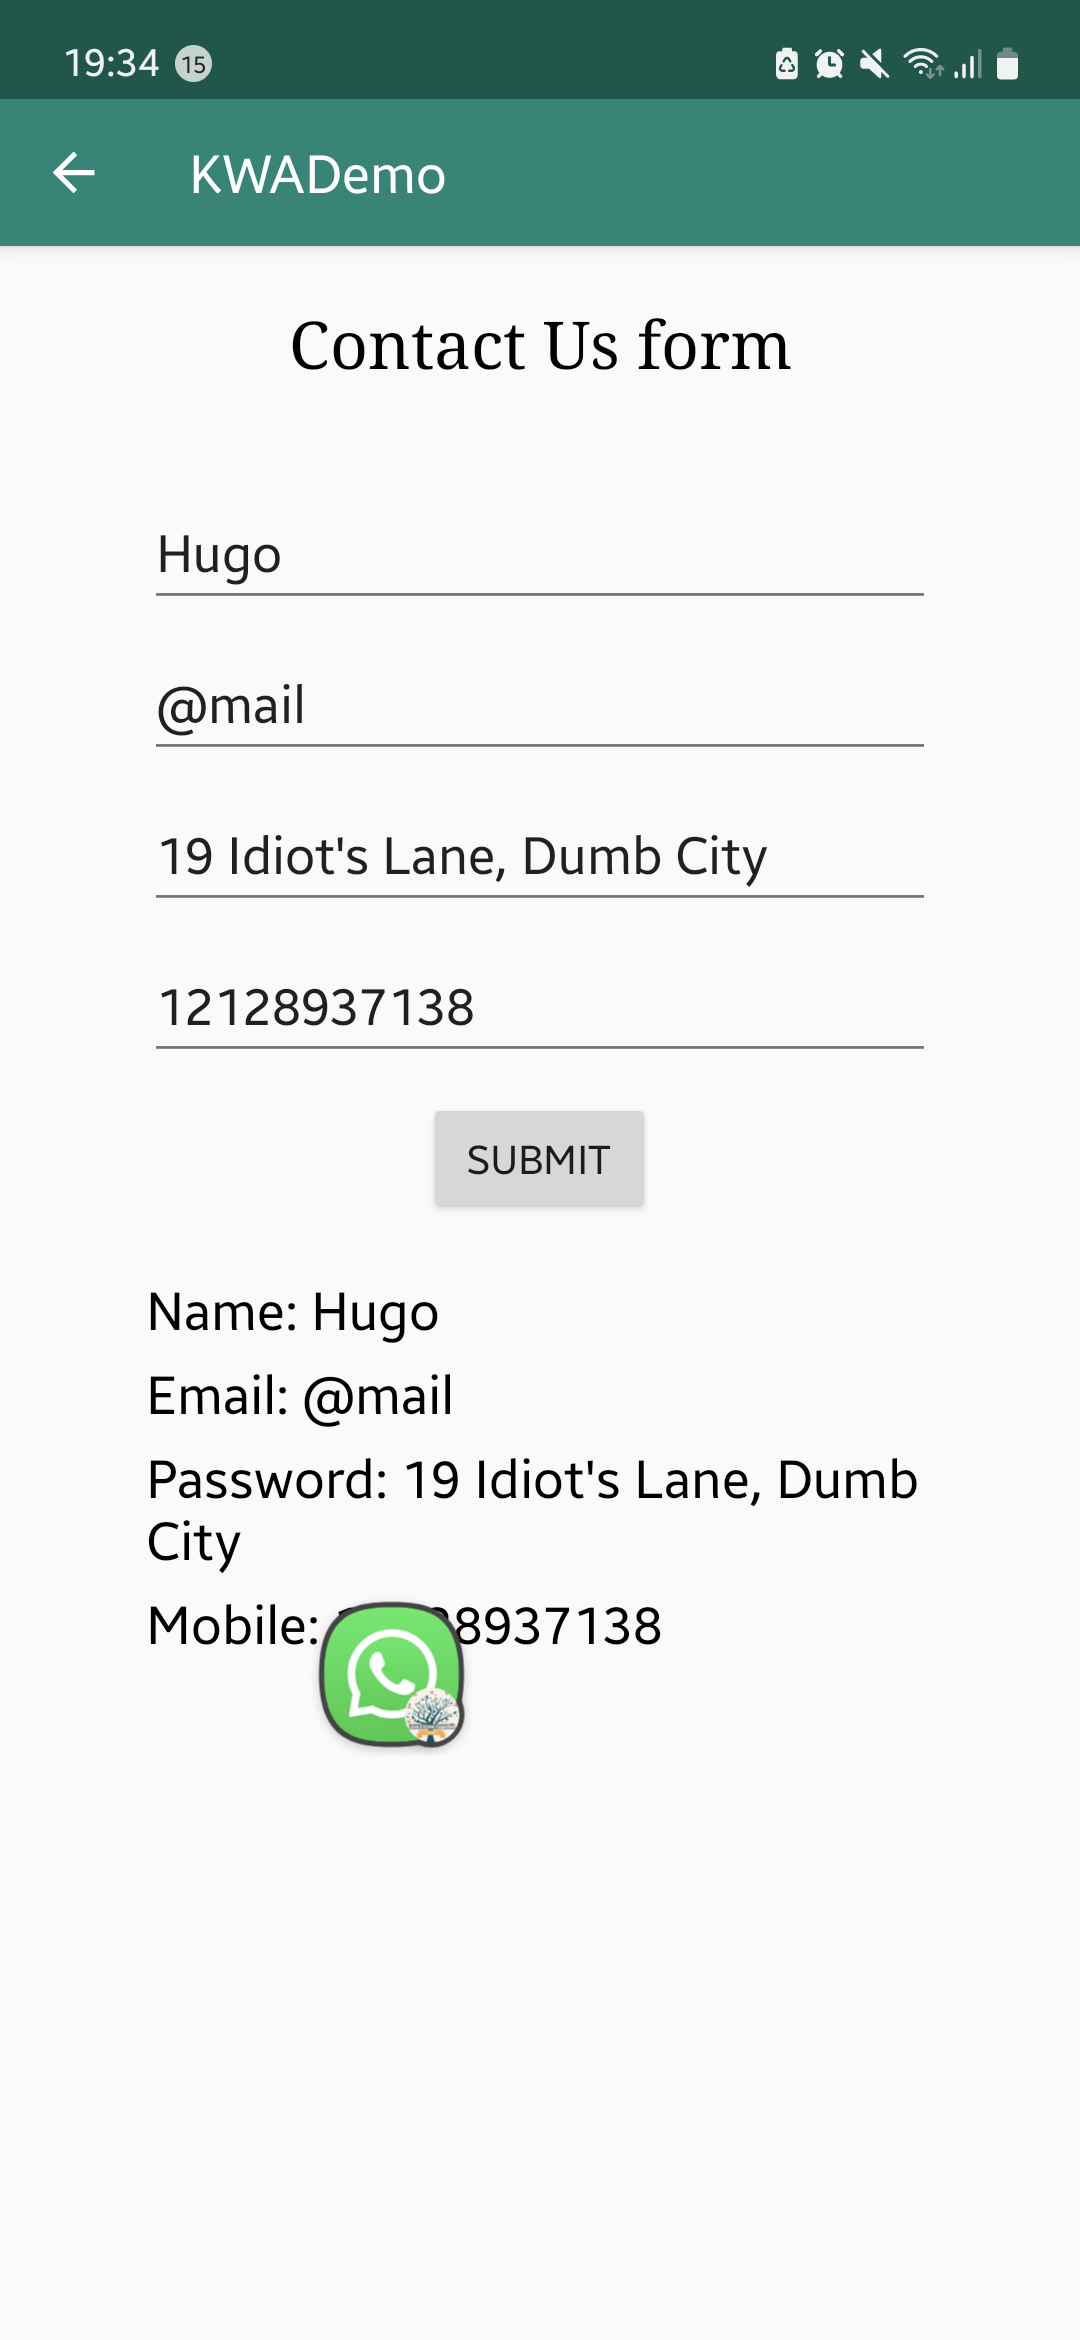 19:34 15
KWADemo
Contact Us form
Hugo
@mail
19 Idiot's Lane, Dumb City
12128937138
SUBMIT
Name: Hugo
Email: @mail
Password: 19 Idiot's Lane, Dumb
City
Mobile: 8937138